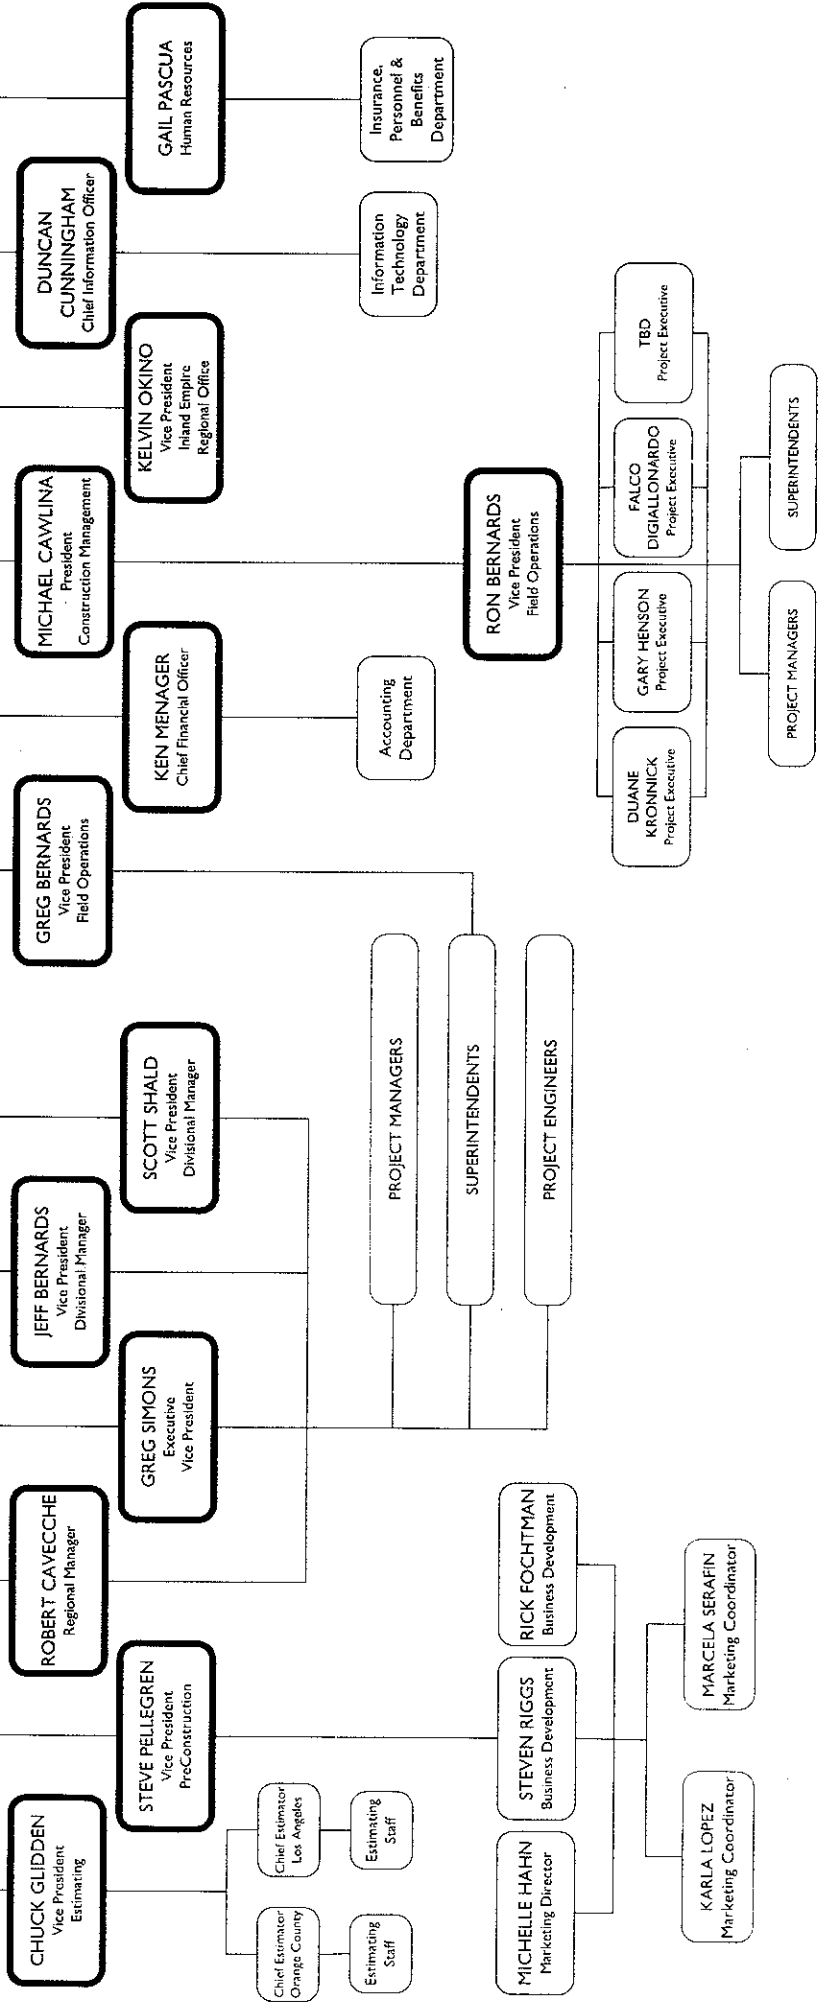 CHUCK GLIDDEN
Vice President
Estimating
STEVE PELLEGREN
Vice President
PreConstruction
ROBERT CAVECCHE
Regional Manager
GREG SIMONS
Executive
Vice President
JEFF BERNARDS
Vice President
Divisional Manager
SCOTT SHALD
Vice President
Divisional Manager
GREG BERNARDS
Vice President
Field Operations
KEN MENAGER
Chief Financial Officer
MICHAEL CAWLINA
President
Construction Management
KELVIN OKINO
Vice President
Inland Empire
Regional Office
DUNCAN
CUNNINGHAM
Chief Information Officer
GAIL PASCUA
Human Resources
Chief Estimator
Orange County
Chief Estimator
Los Angeles
Estimating
Staff
Estimating
Staff
PROJECT MANAGERS
SUPERINTENDENTS
PROJECT ENGINEERS
Accounting
Department
Information
Technology
Department
Insurance,
Personnel &
Benefits
Department
MICHELLE HAHN
Marketing Director
STEVEN RIGGS
Business Development
RICK FOCHTMAN
Business Development
KARLA LOPEZ
Marketing Coordinator
MARCELA SERAFIN
Marketing Coordinator
RON BERNARDS
Vice President
Field Operations
DUANE
KRONNICK
Project Executive
GARY HENSON
Project Executive
FALCO
DIGIALLONARDO
Project Executive
TBD
Project Executive
PROJECT MANAGERS
SUPERINTENDENTS